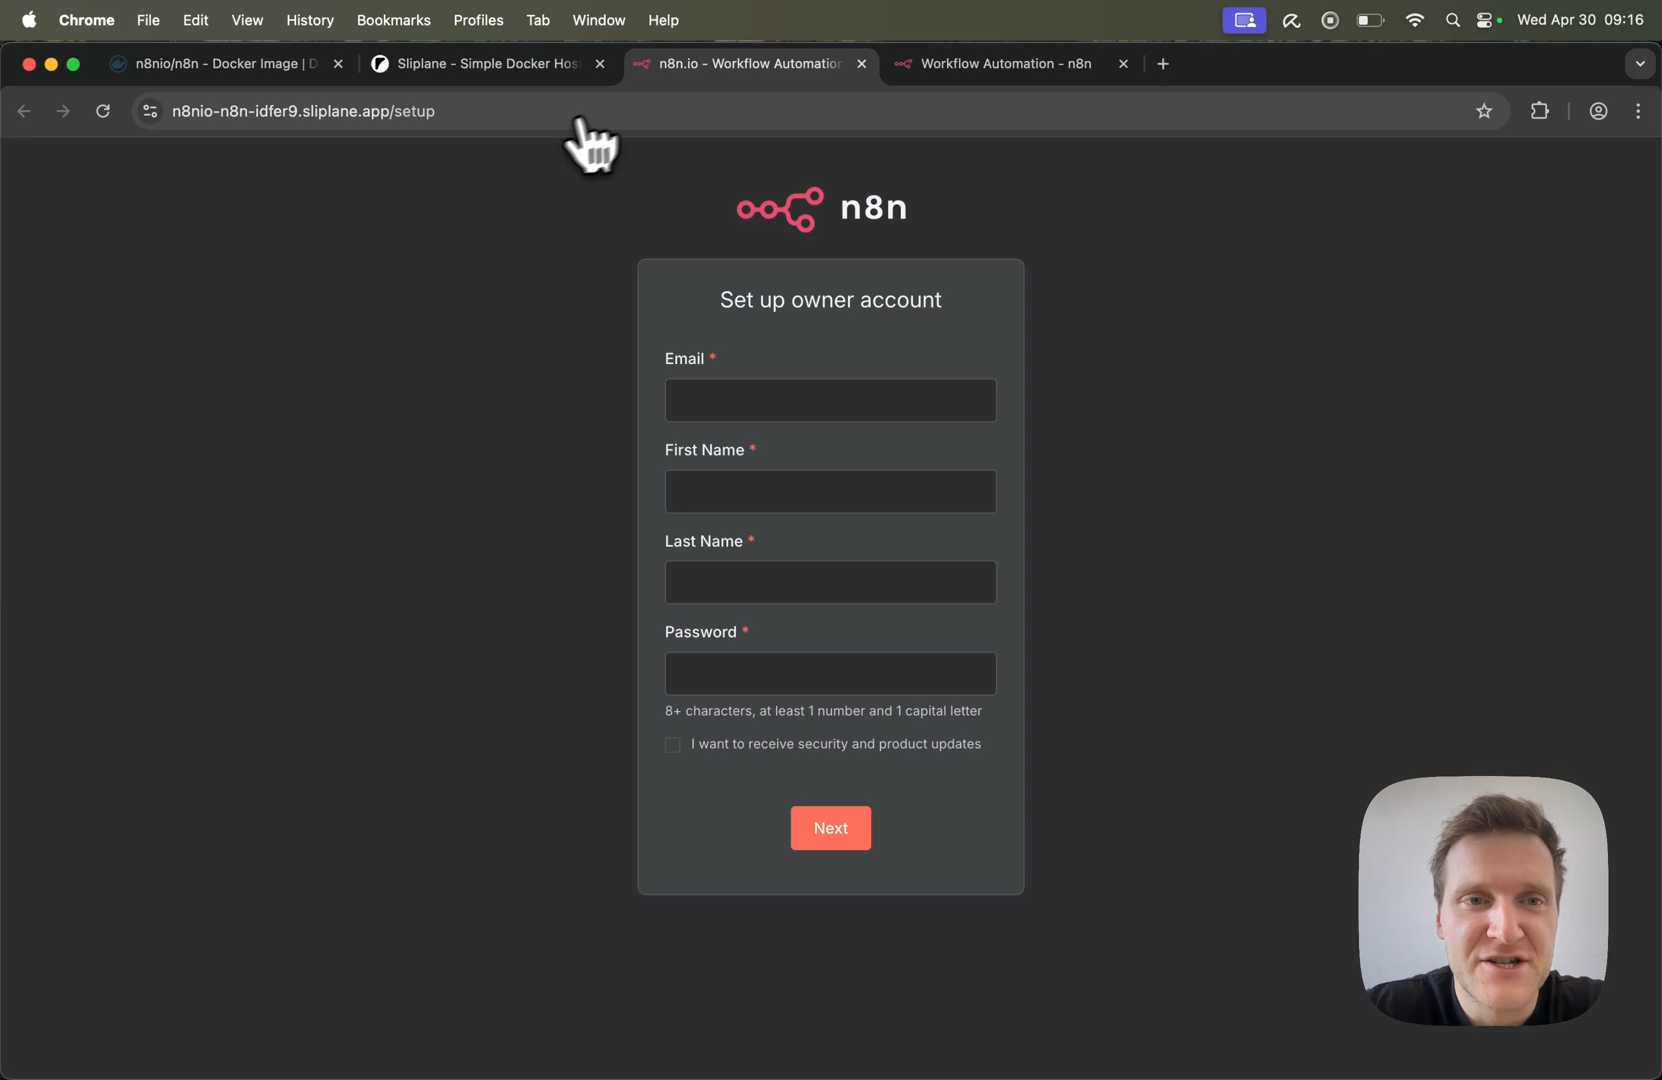 Chrome File Edit View History Bookmarks Profiles Tab Window Help Wed Apr 30 09:16
n8nio/n8n - Docker Image | D Sliplane - Simple Docker Hos n8n.io - Workflow Automation Workflow Automation - n8n
n8nio-n8n-idfer9.sliplane.app/setup
n8n
Set up owner account
Email *
First Name *
Last Name *
Password *
8+ characters, at least 1 number and 1 capital letter
I want to receive security and product updates
Next